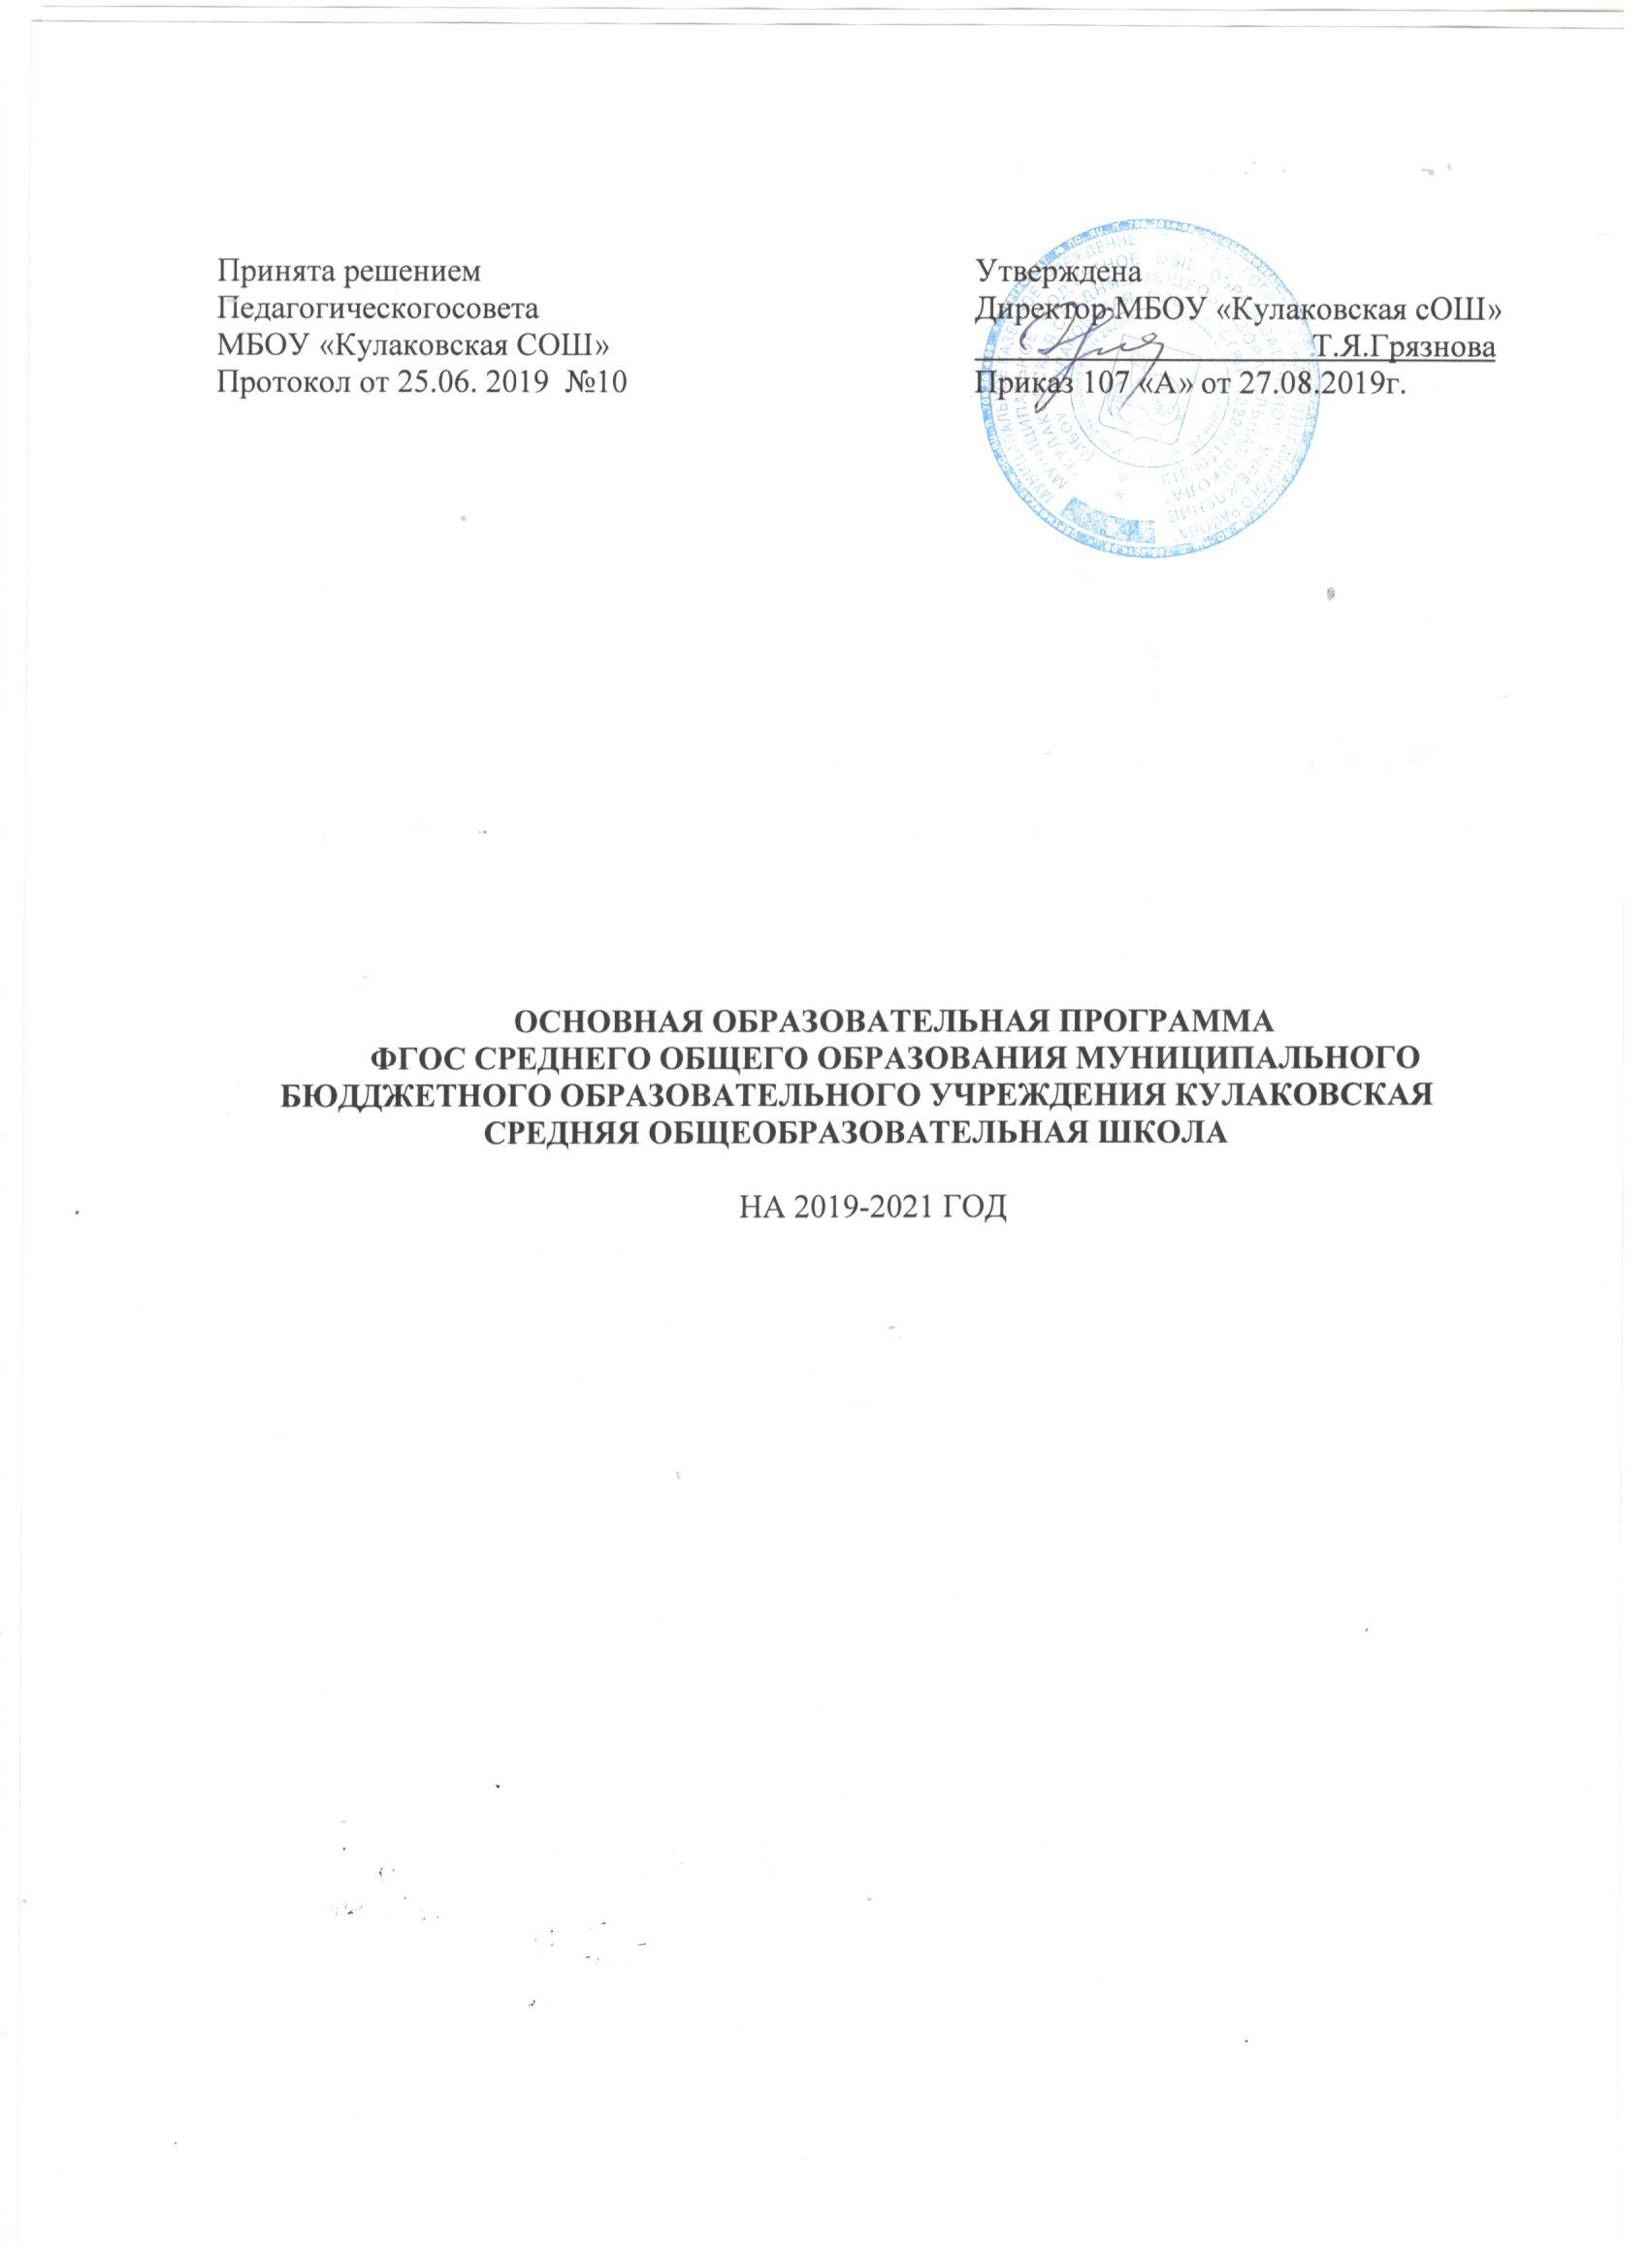 Принята решением
Педагогическогосовета
МБОУ «Кулаковская СОШ»
Протокол от 25.06. 2019 №10
Утверждена
Директор МБОУ «Кулаковская сОШ»
Т.Я.Грязнова
Приказ 107 «А» от 27.08.2019г.
ОСНОВНАЯ ОБРАЗОВАТЕЛЬНАЯ ПРОГРАММА
ФГОС СРЕДНЕГО ОБЩЕГО ОБРАЗОВАНИЯ МУНИЦИПАЛЬНОГО
БЮДДЖЕТНОГО ОБРАЗОВАТЕЛЬНОГО УЧРЕЖДЕНИЯ КУЛАКОВСКАЯ
СРЕДНЯЯ ОБЩЕОБРАЗОВАТЕЛЬНАЯ ШКОЛА
НА 2019-2021 ГОД